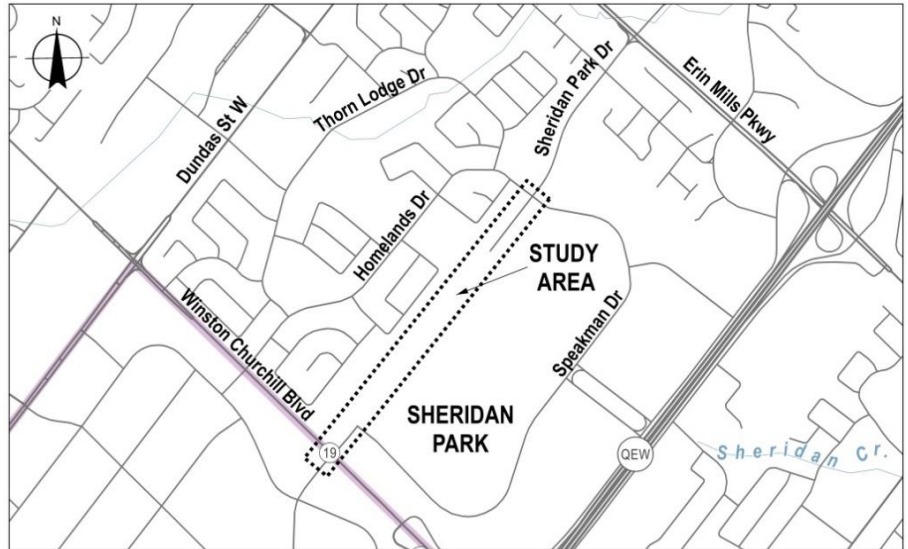 N
Dundas St W
Thorn Lodge Dr
Sheridan Park Dr
Erin Mills Pkwy
Homelands Dr
STUDY
AREA
Winston Churchill Blvd
Speakman Dr
SHERIDAN
PARK
19
QEW
Sheridan Cr.